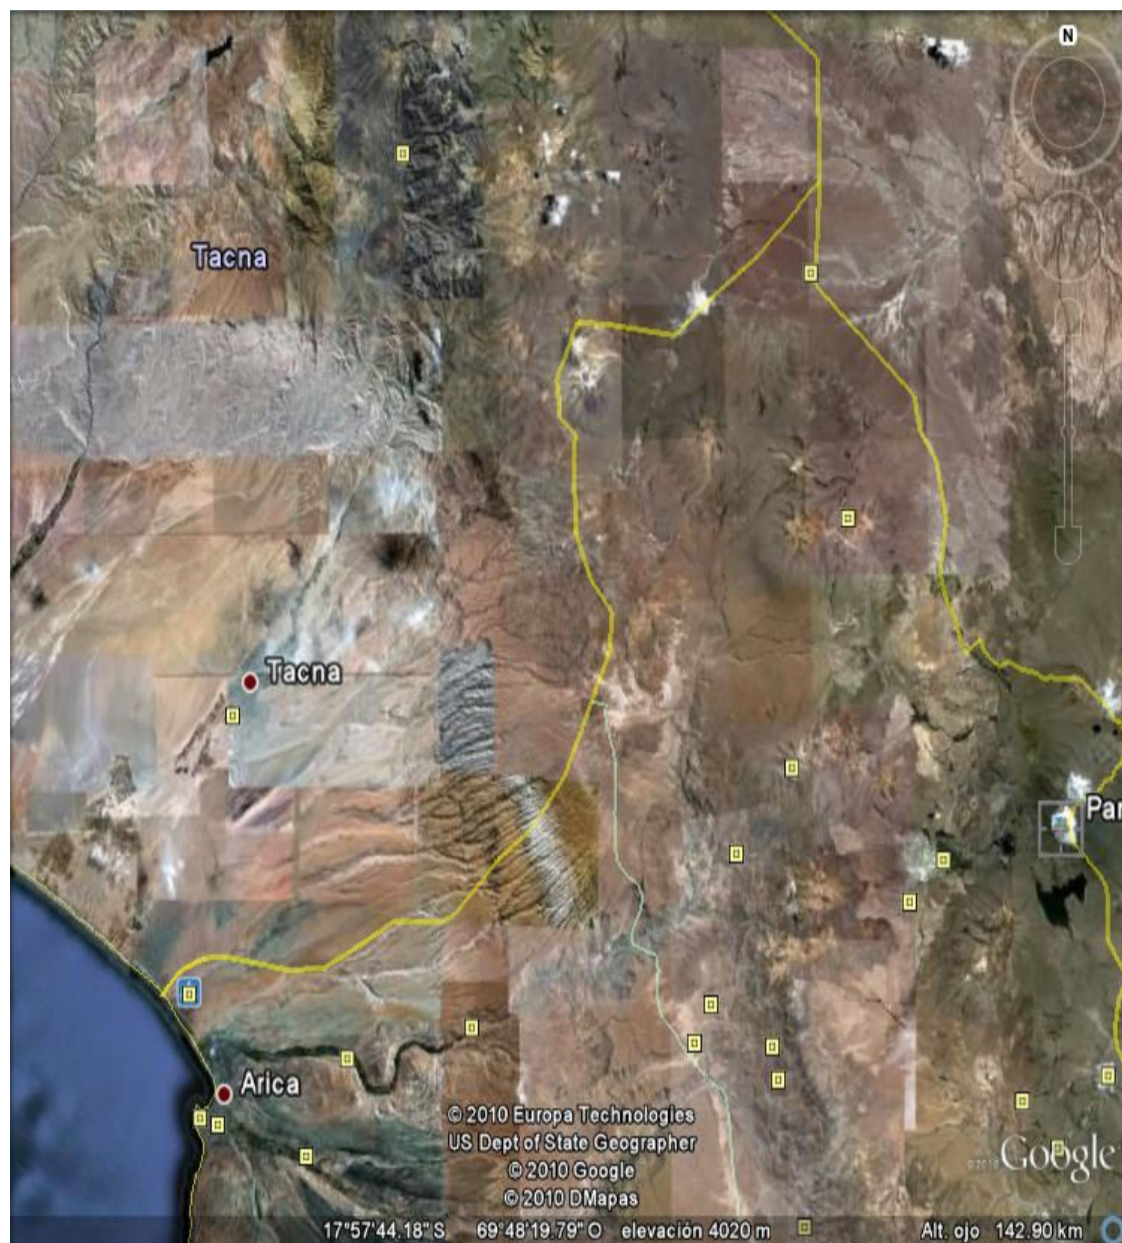 N
Tacna
Tacna
Par
Arica
© 2010 Europa Technologies
US Dept of State Geographer
© 2010 Google
© 2010 DMapas
© 2010 Google
17°57'44.18" S 69°48'19.79" O elevación 4020 m Alt. ojo 142.90 km